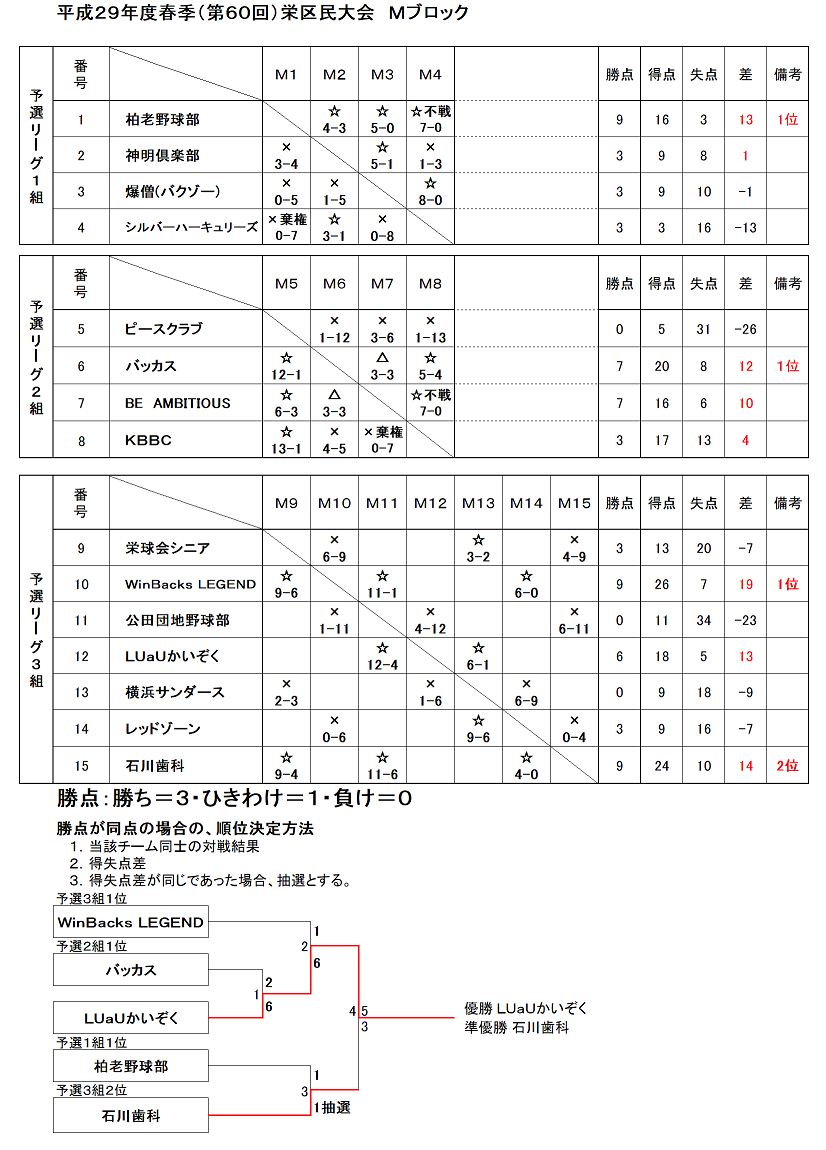 平成29年度春季(第60回)栄区民大会　Mブロック
予選リーグ1組
番号 M1 M2 M3 M4 勝点 得点 失点 差 備考
1 柏老野球部 ☆4-3 ☆5-0 ☆不戦7-0 9 16 3 13 1位
2 神明倶楽部 ×3-4 ☆5-1 ×1-3 3 9 8 1
3 爆僧(バクゾー) ×0-5 ×1-5 ☆8-0 3 9 10 -1
4 シルバーハーキュリーズ ×棄権0-7 ☆3-1 ×0-8 3 3 16 -13
予選リーグ2組
番号 M5 M6 M7 M8 勝点 得点 失点 差 備考
5 ピースクラブ ×1-12 ×3-6 ×1-13 0 5 31 -26
6 バッカス ☆12-1 △3-3 ☆5-4 7 20 8 12 1位
7 BE AMBITIOUS ☆6-3 △3-3 ☆不戦7-0 7 16 6 10
8 KBBC ☆13-1 ×4-5 ×棄権0-7 3 17 13 4
予選リーグ3組
番号 M9 M10 M11 M12 M13 M14 M15 勝点 得点 失点 差 備考
9 栄球会シニア ×6-9 ☆3-2 ×4-9 3 13 20 -7
10 WinBacks LEGEND ☆9-6 ☆11-1 ☆6-0 9 26 7 19 1位
11 公田団地野球部 ×1-11 ×4-12 ×6-11 0 11 34 -23
12 LUaUかいぞく ☆12-4 ☆6-1 6 18 5 13
13 横浜サンダース ×2-3 ×1-6 ×6-9 0 9 18 -9
14 レッドゾーン ×0-6 ☆9-6 ×0-4 3 9 16 -7
15 石川歯科 ☆9-4 ☆11-6 ☆4-0 9 24 10 14 2位
勝点:勝ち=3・ひきわけ=1・負け=0
勝点が同点の場合の、順位決定方法
1. 当該チーム同士の対戦結果
2. 得失点差
3. 得失点差が同じであった場合、抽選とする。
予選3組1位
WinBacks LEGEND
1
2
6
予選2組1位
バッカス
2
1
6
LUaUかいぞく
4
5
3
優勝 LUaUかいぞく
準優勝 石川歯科
予選1組1位
柏老野球部
1
3
1抽選
予選3組2位
石川歯科